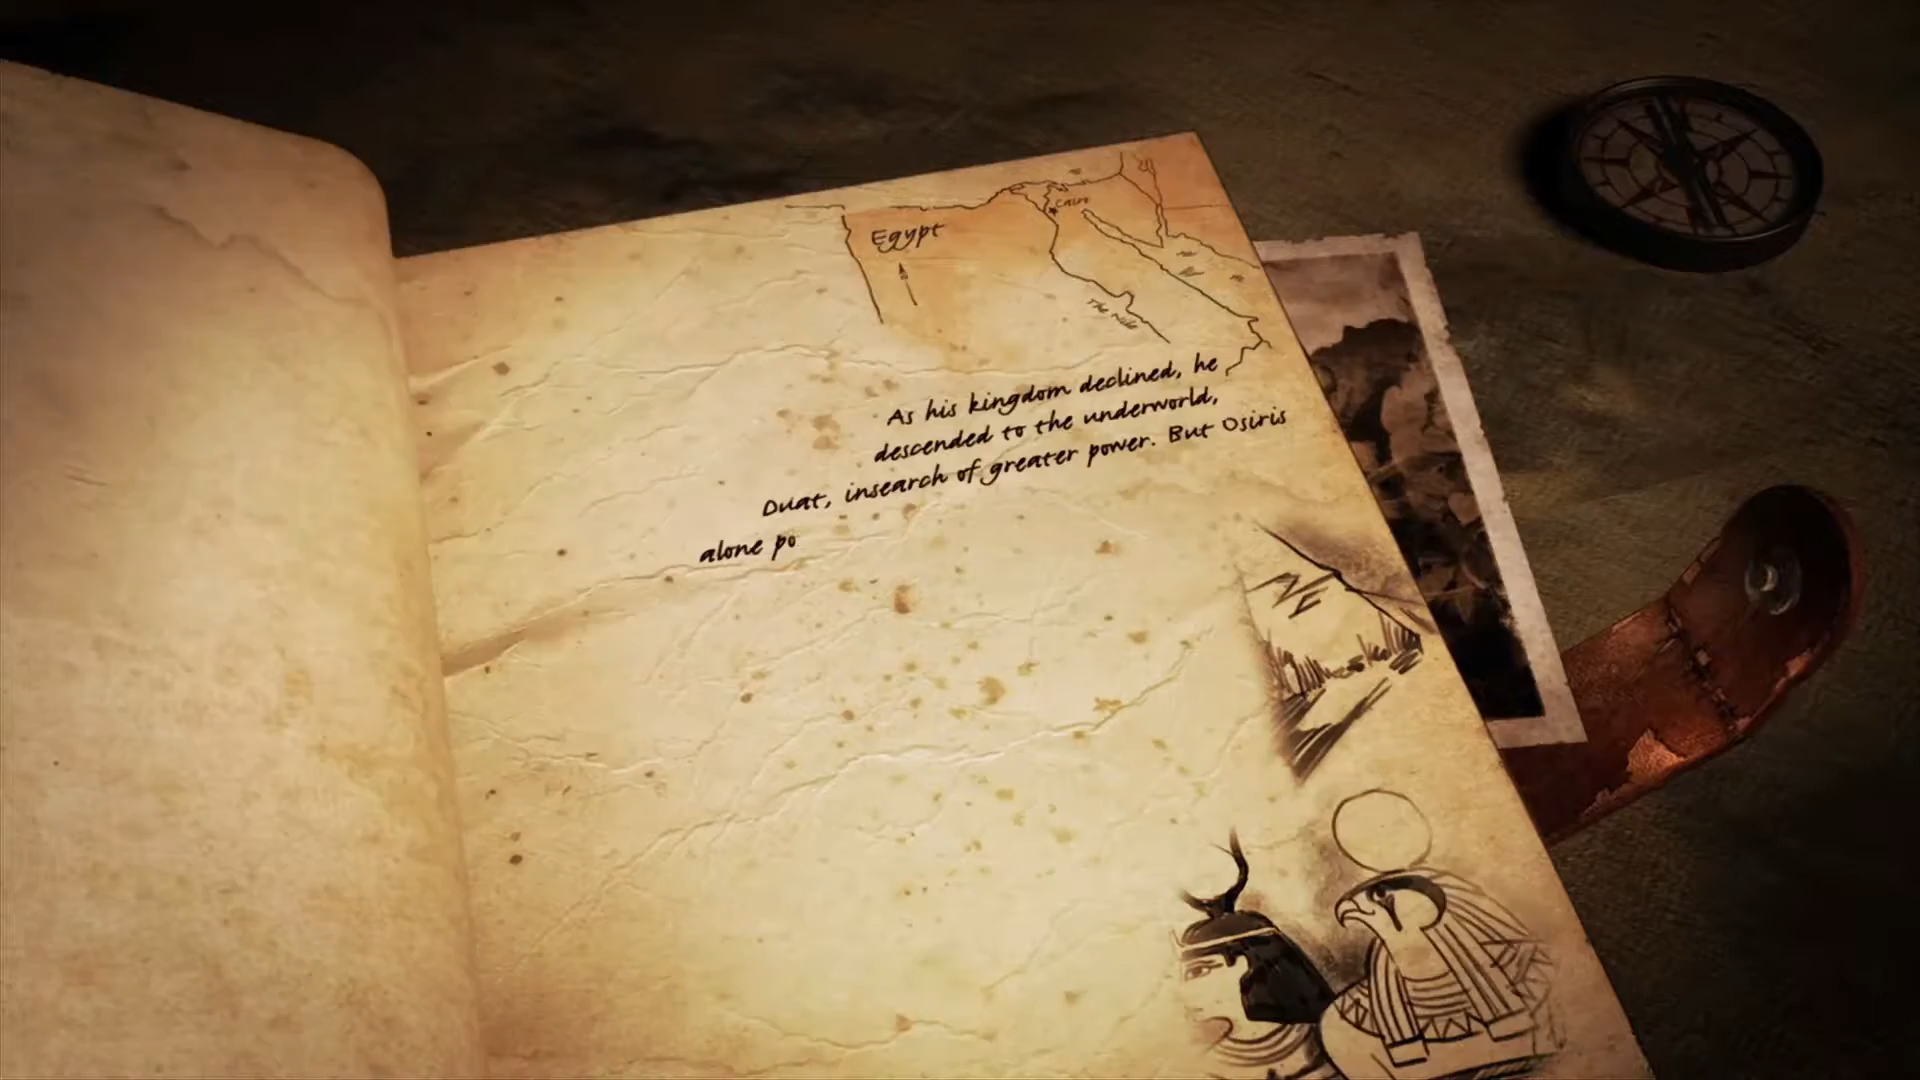 Egypt
Cairo
The Nile
As his kingdom declined, he
descended to the underworld,
Duat, insearch of greater power. But Osiris
alone po